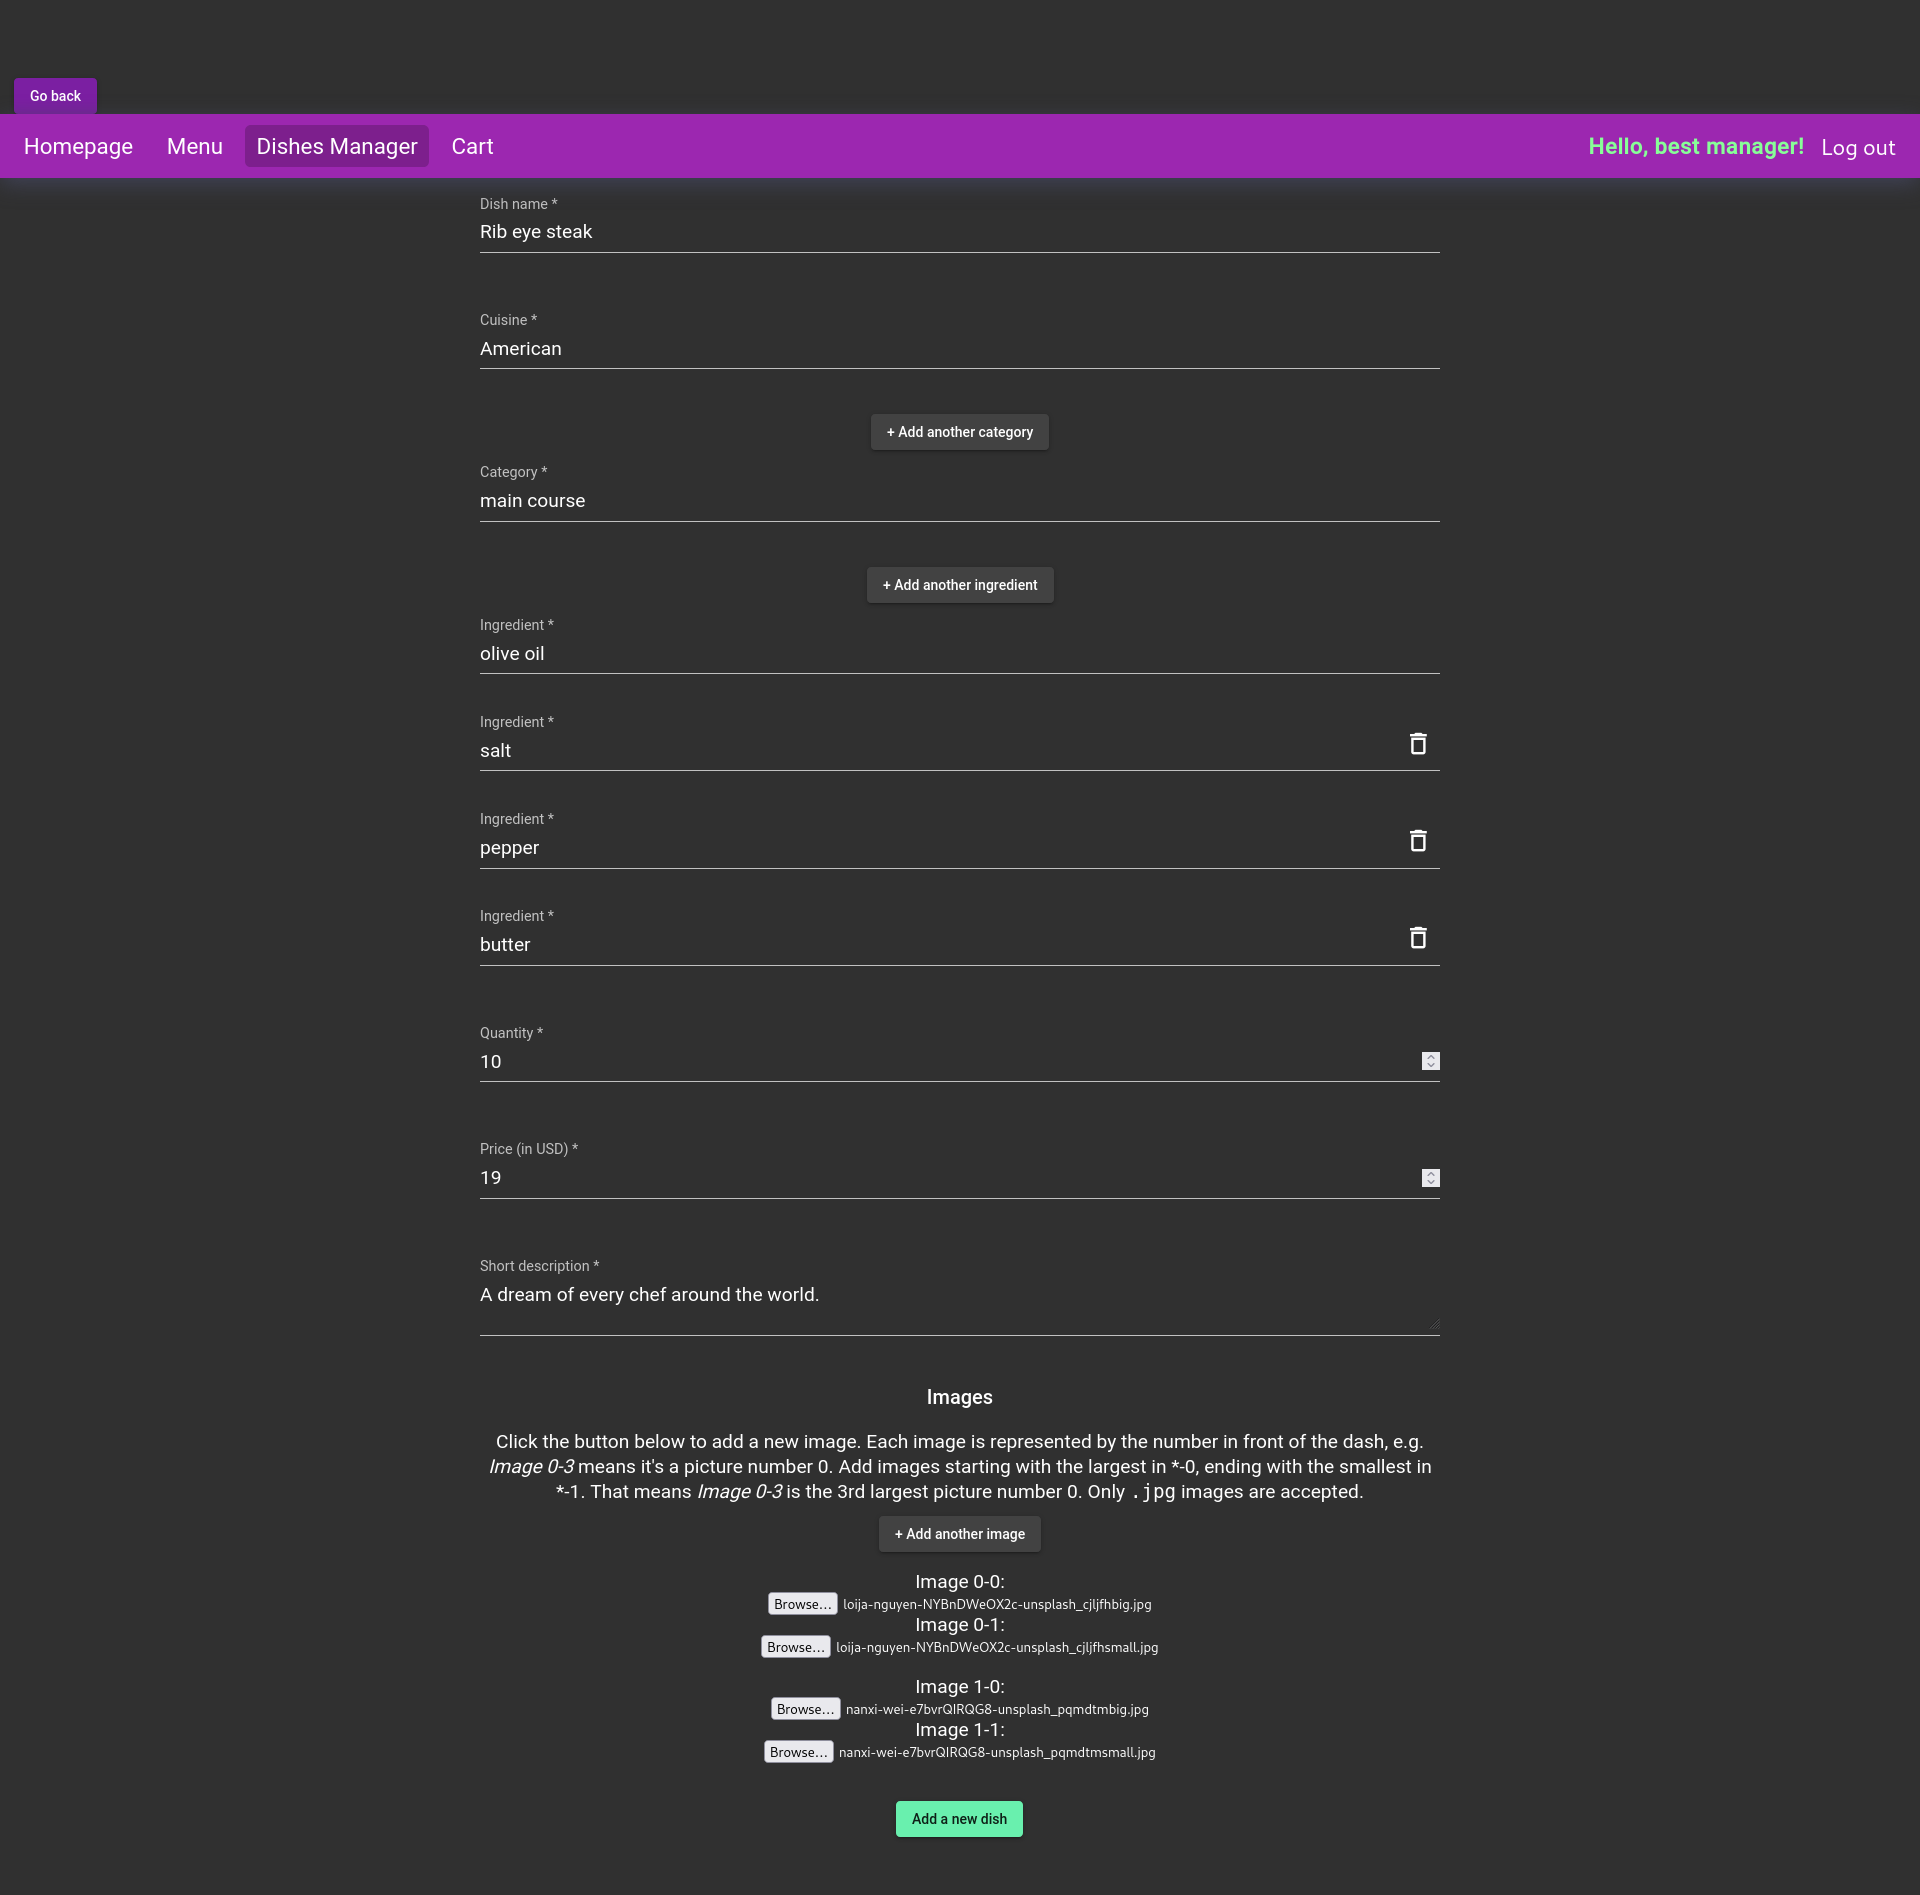 Go back
Homepage Menu Dishes Manager Cart Hello, best manager! Log out
Dish name *
Rib eye steak
Cuisine *
American
+ Add another category
Category *
main course
+ Add another ingredient
Ingredient *
olive oil
Ingredient *
salt
Ingredient *
pepper
Ingredient *
butter
Quantity *
10
Price (in USD) *
19
Short description *
A dream of every chef around the world.
Images
Click the button below to add a new image. Each image is represented by the number in front of the dash, e.g.
Image 0-3 means it's a picture number 0. Add images starting with the largest in *-0, ending with the smallest in
*-1. That means Image 0-3 is the 3rd largest picture number 0. Only .jpg images are accepted.
+ Add another image
Image 0-0:
Browse... loija-nguyen-NYBnDWeOX2c-unsplash_cjljfhbig.jpg
Image 0-1:
Browse... loija-nguyen-NYBnDWeOX2c-unsplash_cjljfhsmall.jpg
Image 1-0:
Browse... nanxi-wei-e7bvrQIRQG8-unsplash_pqmdtmbig.jpg
Image 1-1:
Browse... nanxi-wei-e7bvrQIRQG8-unsplash_pqmdtmsmall.jpg
Add a new dish